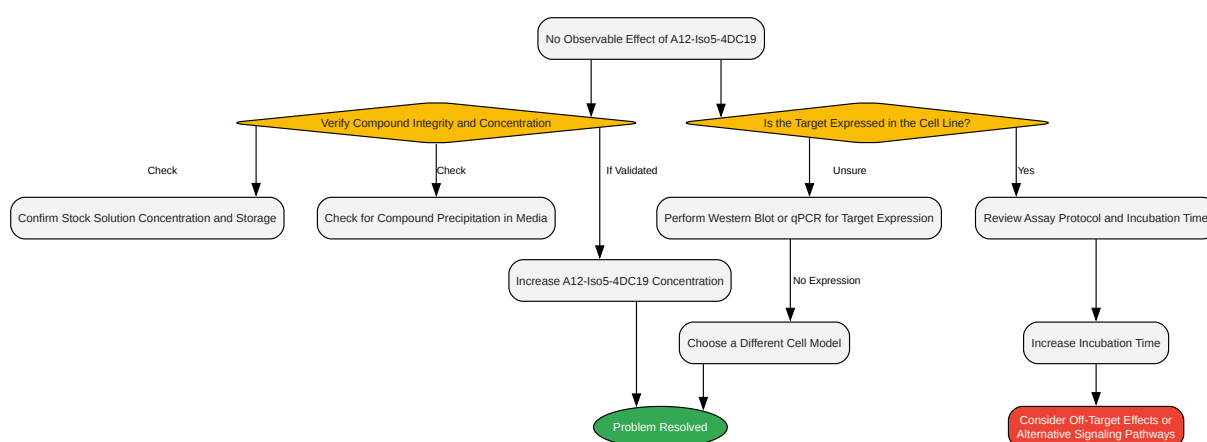 No Observable Effect of A12-Iso5-4DC19
Verify Compound Integrity and Concentration
Is the Target Expressed in the Cell Line?
Check
Check
If Validated
Unsure
Yes
Confirm Stock Solution Concentration and Storage
Check for Compound Precipitation in Media
Perform Western Blot or qPCR for Target Expression
Review Assay Protocol and Incubation Time
Increase A12-Iso5-4DC19 Concentration
No Expression
Choose a Different Cell Model
Increase Incubation Time
Problem Resolved
Consider Off-Target Effects or
Alternative Signaling Pathways